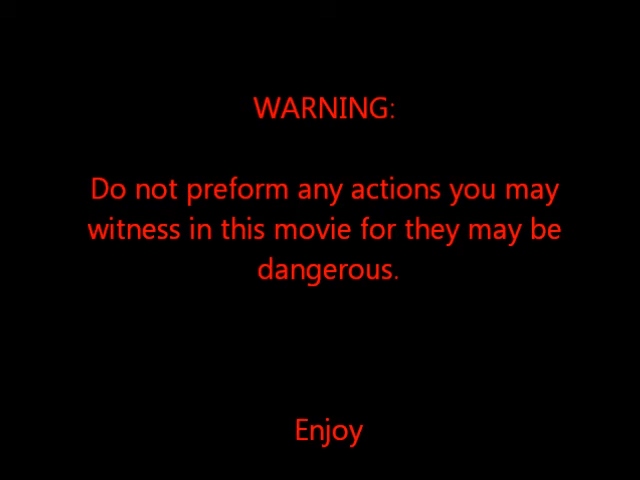 WARNING:
Do not preform any actions you may
witness in this movie for they may be
dangerous.
Enjoy